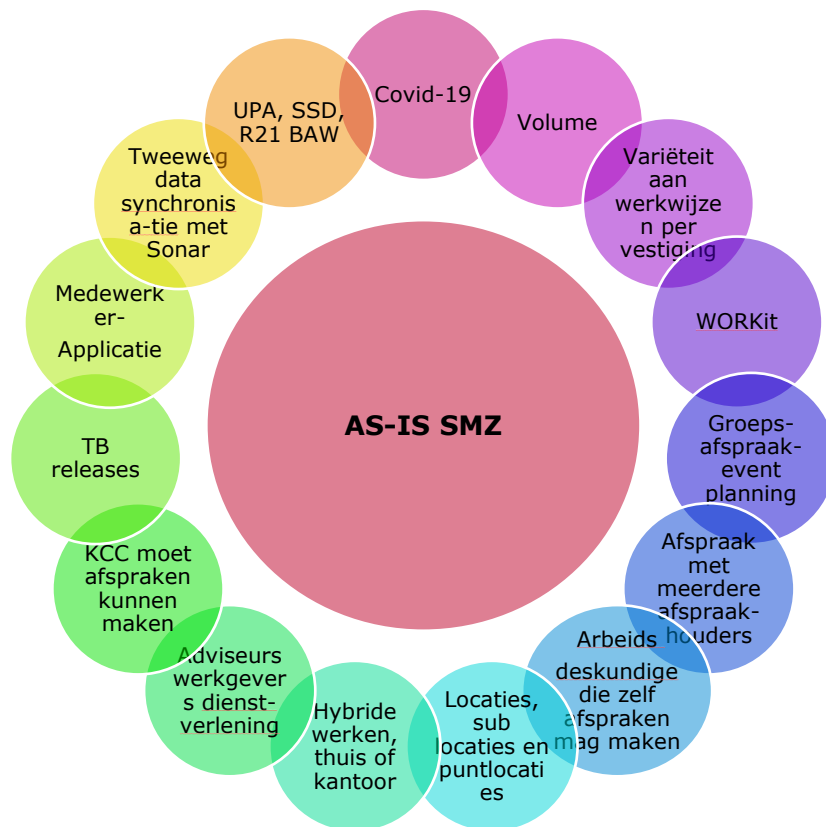 Covid-19
Volume
Variëteit
aan
werkwijze
n per
vestiging
WORKit
Groeps-
afspraak-
event
planning
Afspraak
met
meerdere
afspraak-
houders
Arbeids
deskundige
die zelf
afspraken
mag maken
Locaties,
sub
locaties en
puntlocati
es
Hybride
werken,
thuis of
kantoor
Adviseurs
werkgever
s dienst-
verlening
KCC moet
afspraken
kunnen
maken
TB
releases
Medewerk
er-
Applicatie
Tweeweg
data
synchronis
a-tie met
Sonar
UPA, SSD,
R21 BAW
AS-IS SMZ